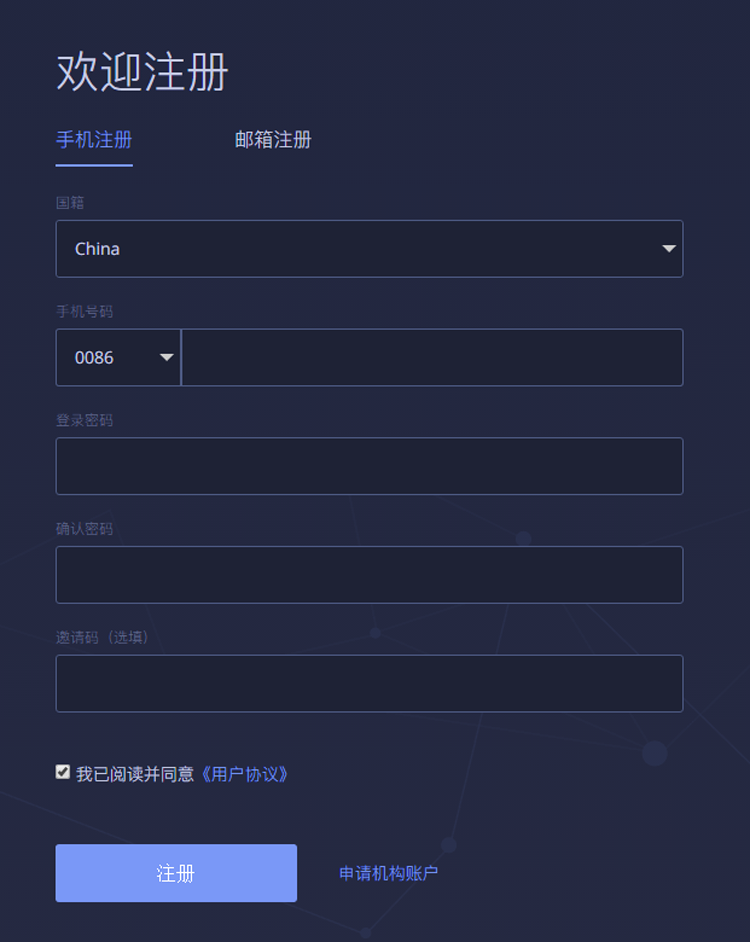 欢迎注册
手机注册 邮箱注册
国籍
China
手机号码
0086
登录密码
确认密码
邀请码（选填）
我已阅读并同意《用户协议》
注册 申请机构账户